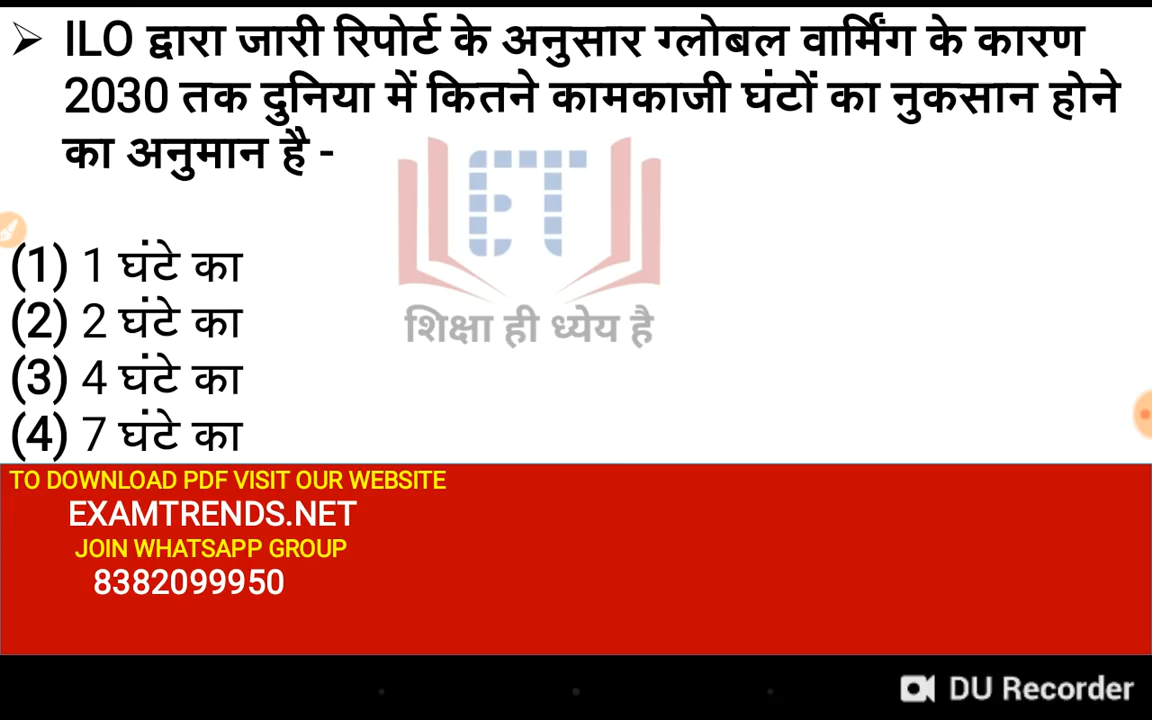 ➢ ILO द्वारा जारी रिपोर्ट के अनुसार ग्लोबल वार्मिंग के कारण
2030 तक दुनिया में कितने कामकाजी घंटों का नुकसान होने
का अनुमान है -
ET
शिक्षा ही ध्येय है
(1) 1 घंटे का
(2) 2 घंटे का
(3) 4 घंटे का
(4) 7 घंटे का
TO DOWNLOAD PDF VISIT OUR WEBSITE
EXAMTRENDS.NET
JOIN WHATSAPP GROUP
8382099950
DU Recorder